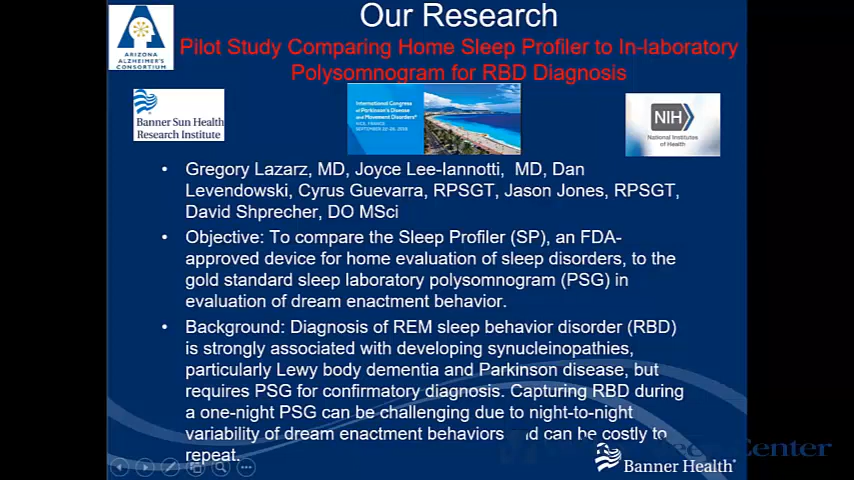 Our Research
Pilot Study Comparing Home Sleep Profiler to In-laboratory
Polysomnogram for RBD Diagnosis
ARIZONA
ALZHEIMER'S
CONSORTIUM
Banner Sun Health
Research Institute
International Congress
of Parkinson's Disease
and Movement Disorders®
NICE, FRANCE
SEPTEMBER 22-26, 2019
NIH
National Institutes
of Health
• Gregory Lazarz, MD, Joyce Lee-Iannotti, MD, Dan
Levendowski, Cyrus Guevarra, RPSGT, Jason Jones, RPSGT,
David Shprecher, DO MSci
• Objective: To compare the Sleep Profiler (SP), an FDA-
approved device for home evaluation of sleep disorders, to the
gold standard sleep laboratory polysomnogram (PSG) in
evaluation of dream enactment behavior.
• Background: Diagnosis of REM sleep behavior disorder (RBD)
is strongly associated with developing synucleinopathies,
particularly Lewy body dementia and Parkinson disease, but
requires PSG for confirmatory diagnosis. Capturing RBD during
a one-night PSG can be challenging due to night-to-night
variability of dream enactment behaviors and can be costly to
repeat.
Center
Banner Health®